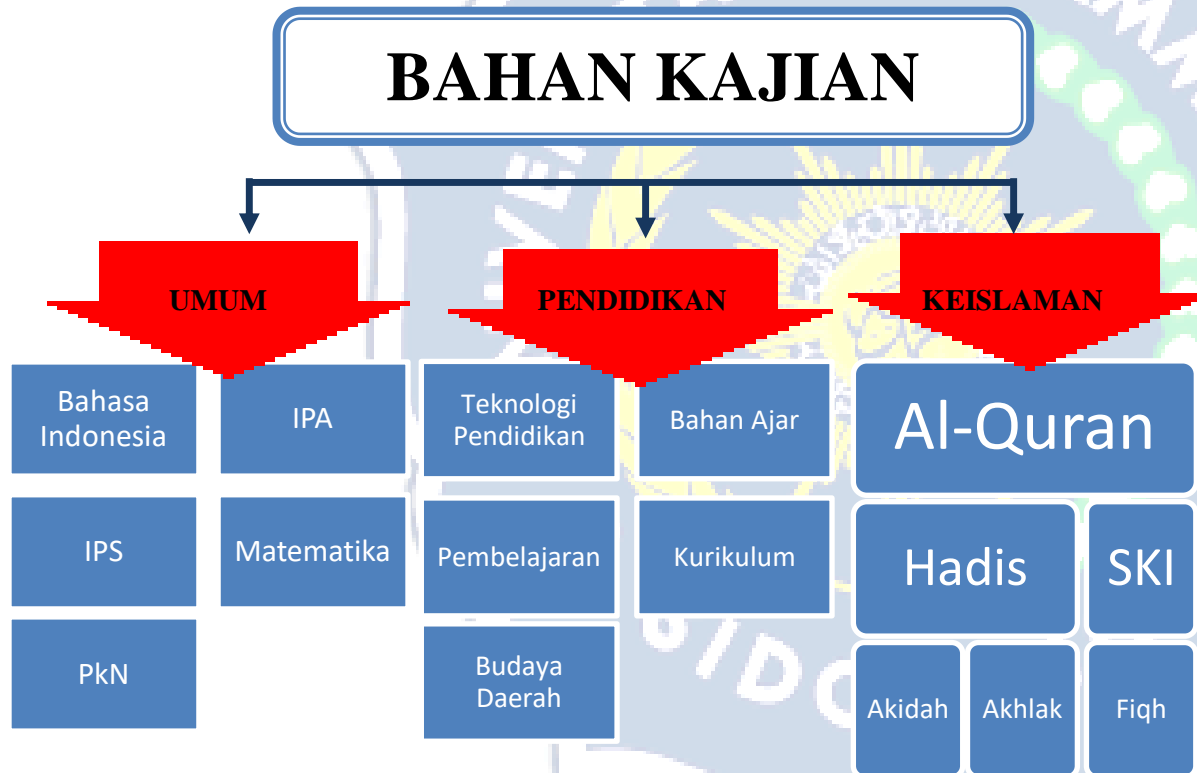 BAHAN KAJIAN
UMUM
PENDIDIKAN
KEISLAMAN
Bahasa
Indonesia
IPA
IPS
Matematika
PkN
Teknologi
Pendidikan
Bahan Ajar
Pembelajaran
Kurikulum
Budaya
Daerah
Al-Quran
Hadis
SKI
Akidah
Akhlak
Fiqh